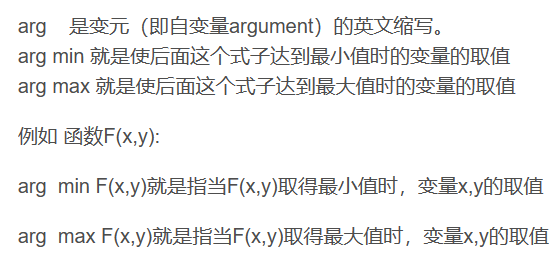 arg    是变元（即自变量argument）的英文缩写。
arg min 就是使后面这个式子达到最小值时的变量的取值
arg max 就是使后面这个式子达到最大值时的变量的取值
例如 函数F(x,y):
arg  min F(x,y)就是指当F(x,y)取得最小值时，变量x,y的取值
arg  max F(x,y)就是指当F(x,y)取得最大值时，变量x,y的取值